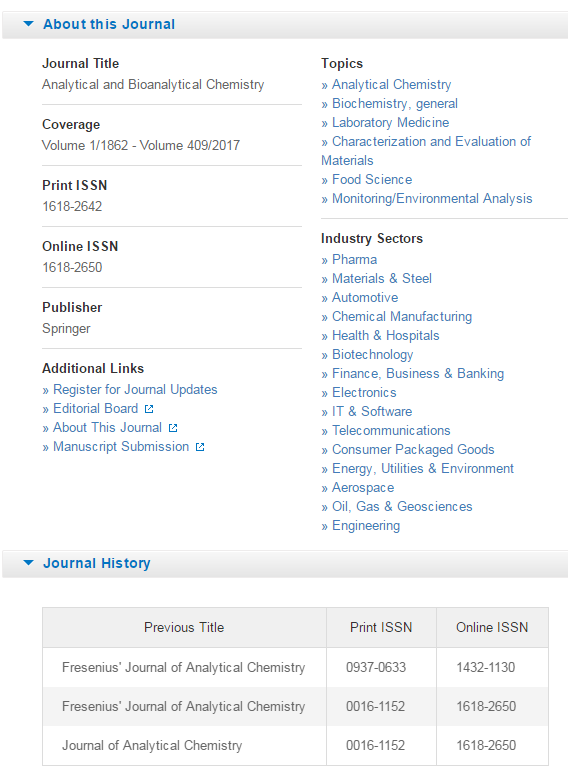 About this Journal
Journal Title
Analytical and Bioanalytical Chemistry
Coverage
Volume 1/1862 - Volume 409/2017
Print ISSN
1618-2642
Online ISSN
1618-2650
Publisher
Springer
Additional Links
» Register for Journal Updates
» Editorial Board
» About This Journal
» Manuscript Submission
Topics
» Analytical Chemistry
» Biochemistry, general
» Laboratory Medicine
» Characterization and Evaluation of
Materials
» Food Science
» Monitoring/Environmental Analysis
Industry Sectors
» Pharma
» Materials & Steel
» Automotive
» Chemical Manufacturing
» Health & Hospitals
» Biotechnology
» Finance, Business & Banking
» Electronics
» IT & Software
» Telecommunications
» Consumer Packaged Goods
» Energy, Utilities & Environment
» Aerospace
» Oil, Gas & Geosciences
» Engineering
Journal History
Previous Title Print ISSN Online ISSN
Fresenius' Journal of Analytical Chemistry 0937-0633 1432-1130
Fresenius' Journal of Analytical Chemistry 0016-1152 1618-2650
Journal of Analytical Chemistry 0016-1152 1618-2650